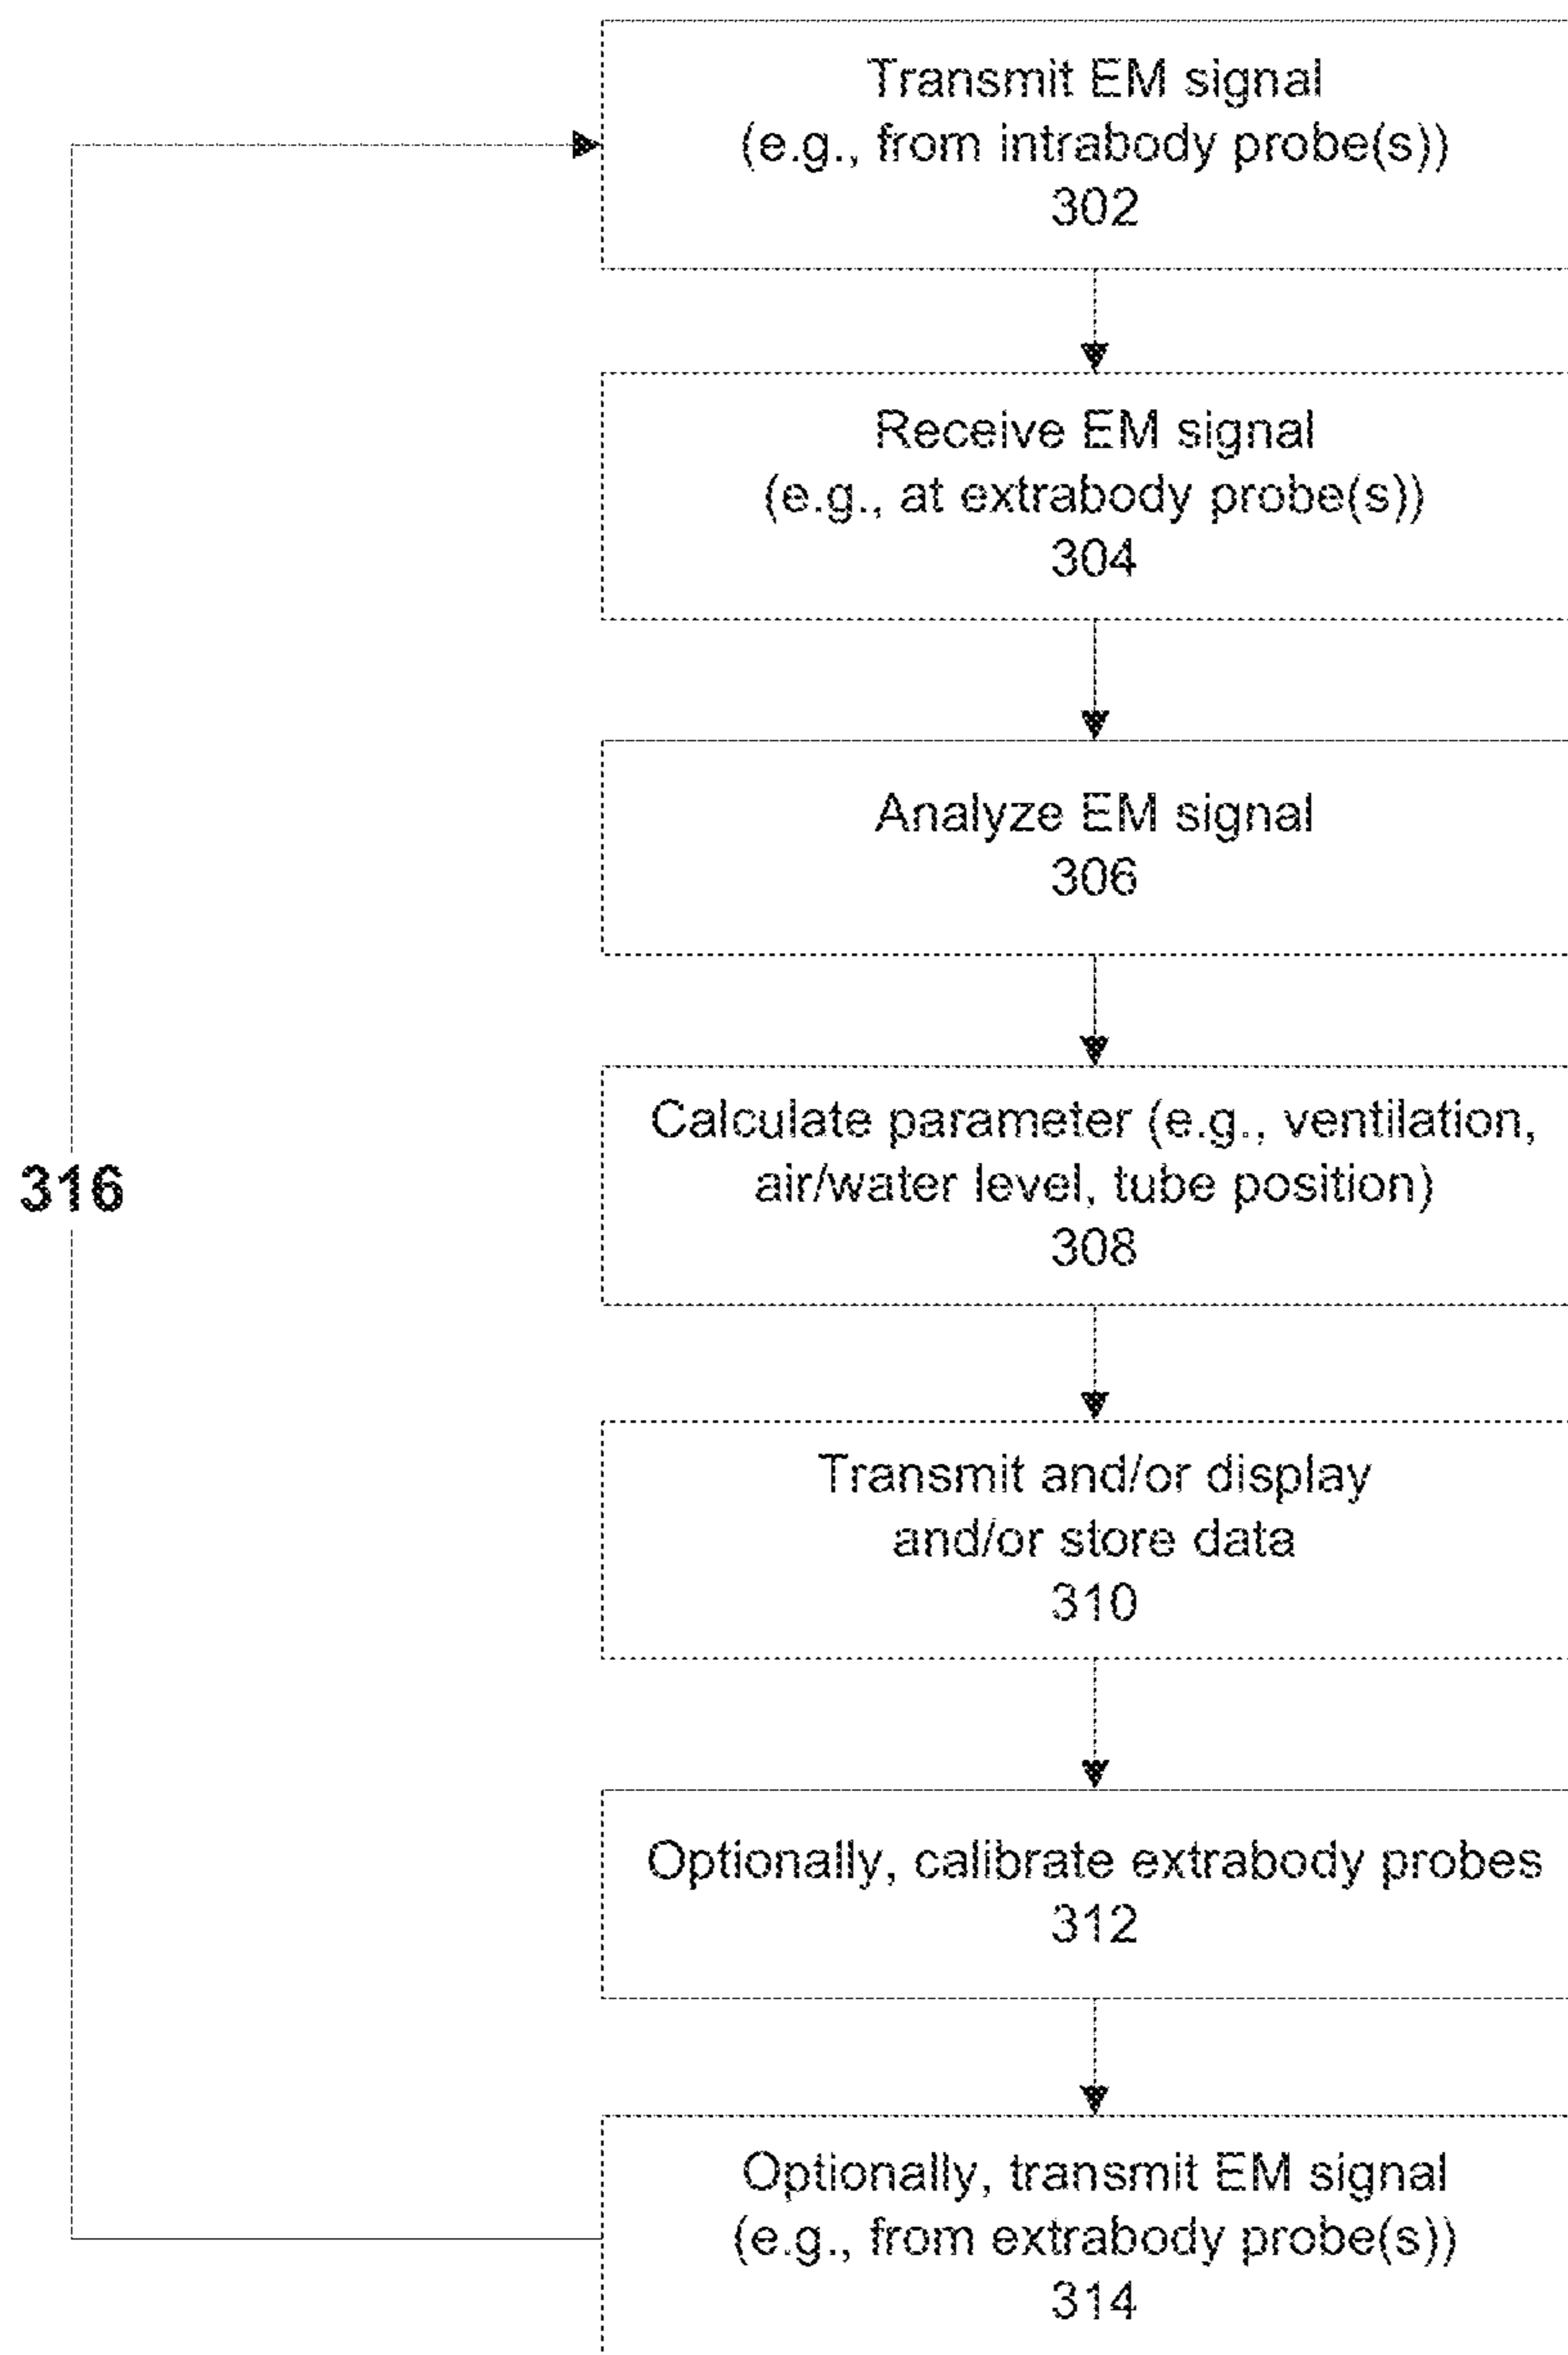 Transmit EM signal
(e.g., from intrabody probe(s))
302
Receive EM signal
(e.g., at extrabody probe(s))
304
Analyze EM signal
306
Calculate parameter (e.g., ventilation,
air/water level, tube position)
308
316
Transmit and/or display
and/or store data
310
Optionally, calibrate extrabody probes
312
Optionally, transmit EM signal
(e.g., from extrabody probe(s))
314